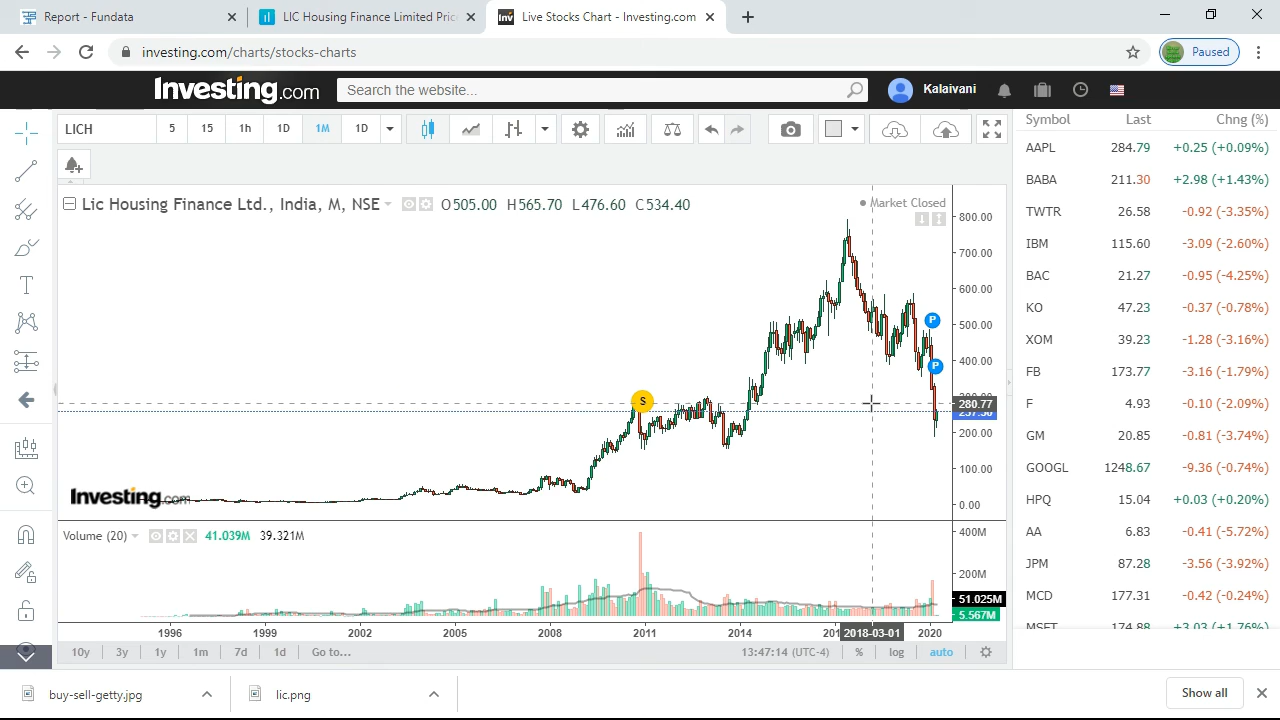 Report - Fundata
LIC Housing Finance Limited Pric
Inv Live Stocks Chart - Investing.com
investing.com/charts/stocks-charts
Paused
Investing.com
Search the website...
Kalaivani
LICH 5 15 1h 1D 1M 1D
Symbol Last Chng (%)
AAPL 284.79 +0.25 (+0.09%)
BABA 211.30 +2.98 (+1.43%)
TWTR 26.58 -0.92 (-3.35%)
IBM 115.60 -3.09 (-2.60%)
BAC 21.27 -0.95 (-4.25%)
KO 47.23 -0.37 (-0.78%)
XOM 39.23 -1.28 (-3.16%)
FB 173.77 -3.16 (-1.79%)
F 4.93 -0.10 (-2.09%)
GM 20.85 -0.81 (-3.74%)
GOOGL 1248.67 -9.36 (-0.74%)
HPQ 15.04 +0.03 (+0.20%)
AA 6.83 -0.41 (-5.72%)
JPM 87.28 -3.56 (-3.92%)
MCD 177.31 -0.42 (-0.24%)
MSFT 174.88 +3.03 (+1.76%)
Lic Housing Finance Ltd., India, M, NSE O505.00 H565.70 L476.60 C534.40
Market Closed
800.00
700.00
600.00
500.00
400.00
280.77
200.00
100.00
0.00
P
P
S
T
Investing.com
Volume (20) 41.039M 39.321M
400M
200M
51.025M
5.567M
1996 1999 2002 2005 2008 2011 2014 2018-03-01 2020
10y 3y 1y 1m 7d 1d Go to... 13:47:14 (UTC-4) % log auto
buy-sell-getty.jpg
lic.png
Show all